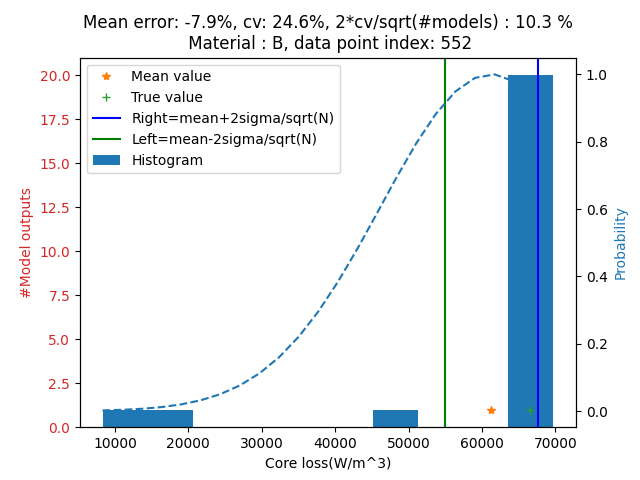 Mean error: -7.9%, cv: 24.6%, 2*cv/sqrt(#models) : 10.3 %
Material : B, data point index: 552
Mean value
True value
Right=mean+2sigma/sqrt(N)
Left=mean-2sigma/sqrt(N)
Histogram
#Model outputs
20.0
17.5
15.0
12.5
10.0
7.5
5.0
2.5
0.0
1.0
0.8
0.6
0.4
0.2
0.0
Probability
10000 20000 30000 40000 50000 60000 70000
Core loss(W/m^3)